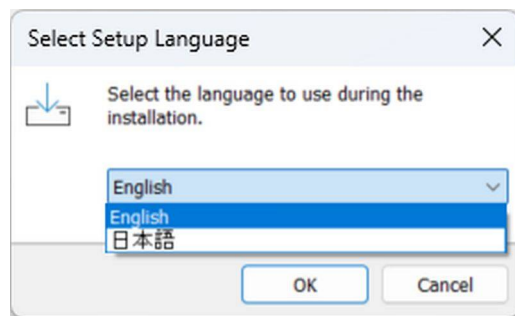 Select Setup Language
Select the language to use during the
installation.
English
English
日本語
OK
Cancel